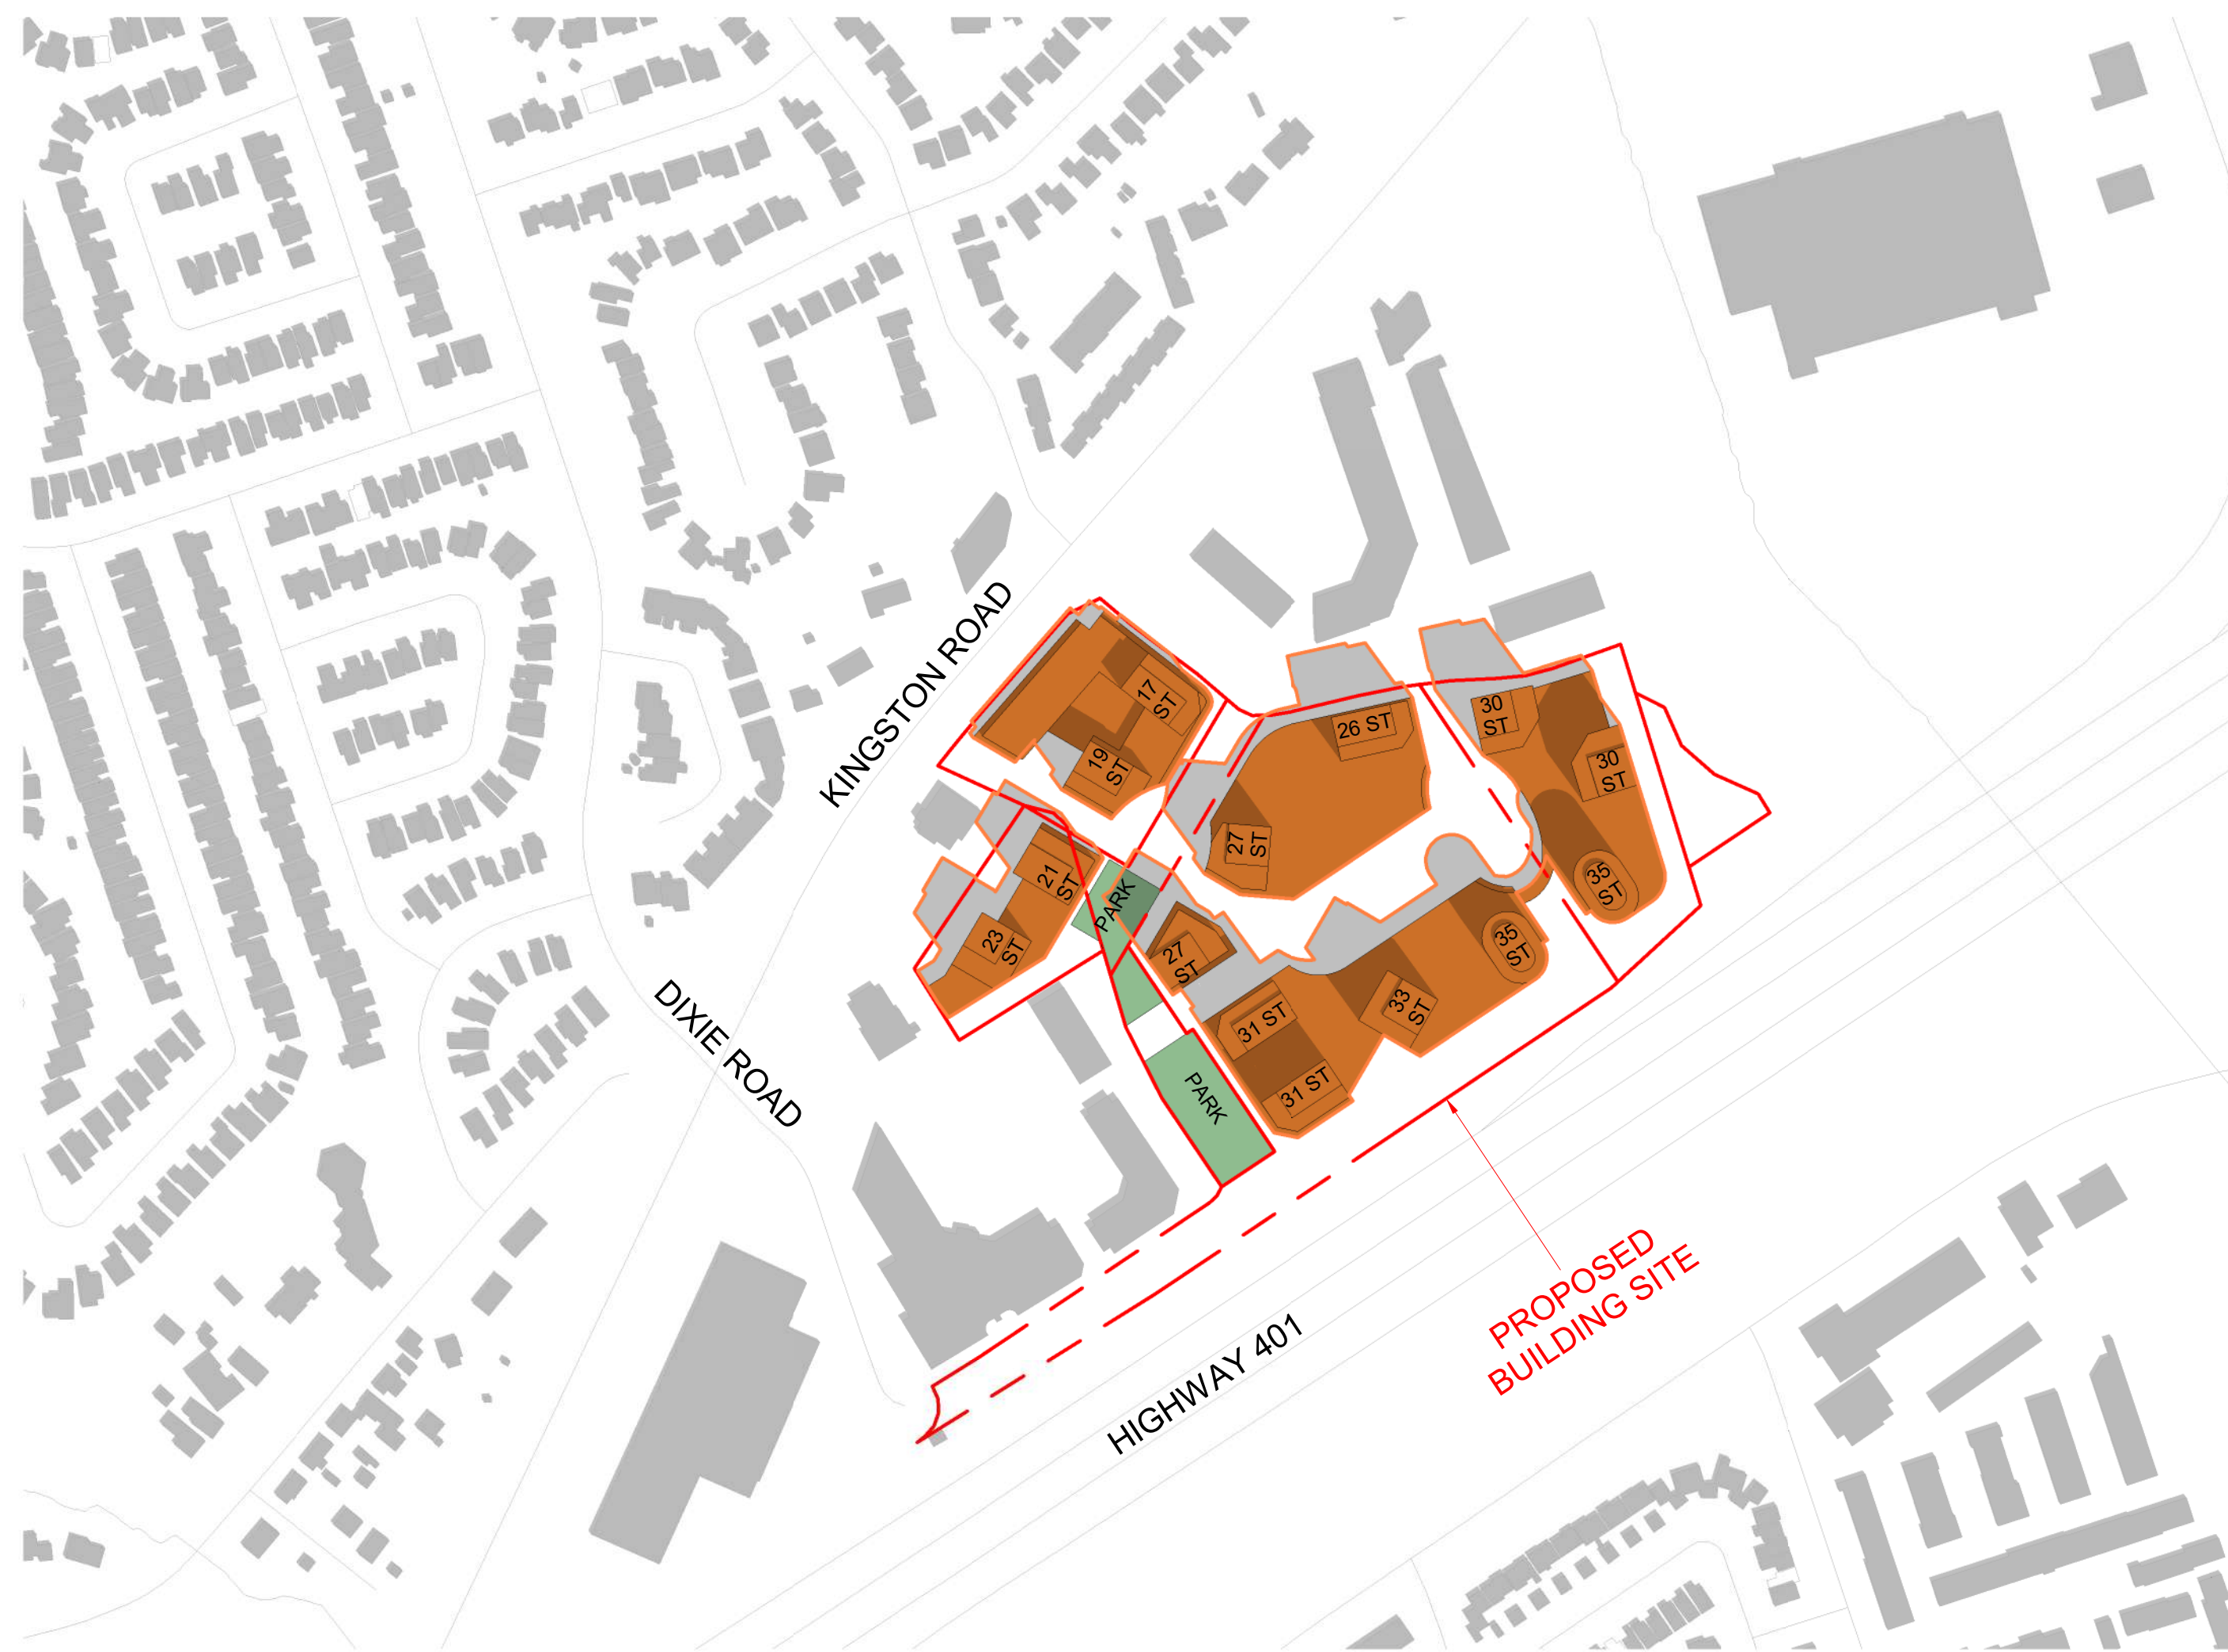 KINGSTON ROAD
17
ST
19
ST
26 ST
30
ST
30
ST
27
ST
21
ST
PARK
35
ST
23
ST
27
ST
35
ST
33
ST
31 ST
31 ST
PARK
DIXIE ROAD
PROPOSED
BUILDING SITE
HIGHWAY 401